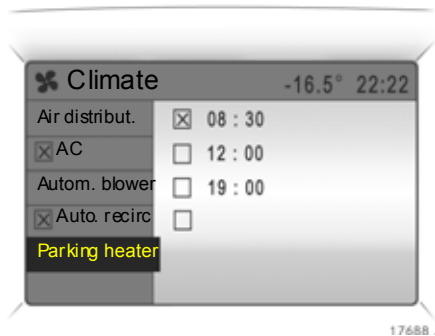 Climate -16.5° 22:22
Air distribut. 08 : 30
AC 12 : 00
Autom. blower 19 : 00
Auto. recirc
Parking heater
17688